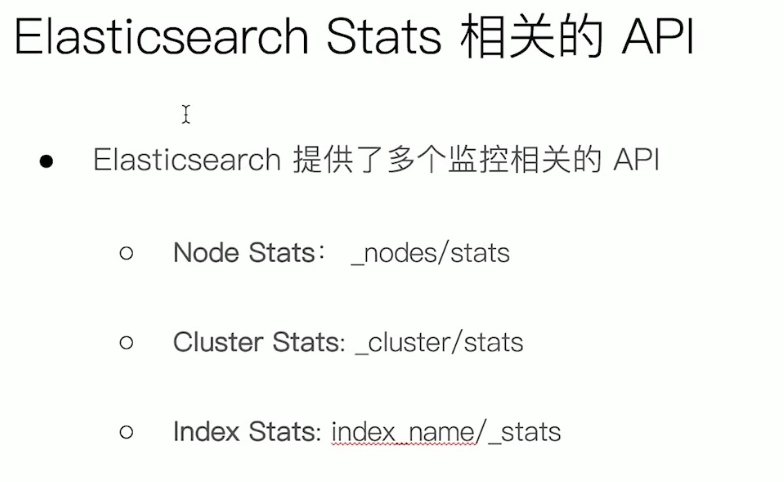 Elasticsearch Stats 相关的 API
● Elasticsearch 提供了多个监控相关的 API
○ Node Stats： _nodes/stats
○ Cluster Stats: _cluster/stats
○ Index Stats: index_name/_stats